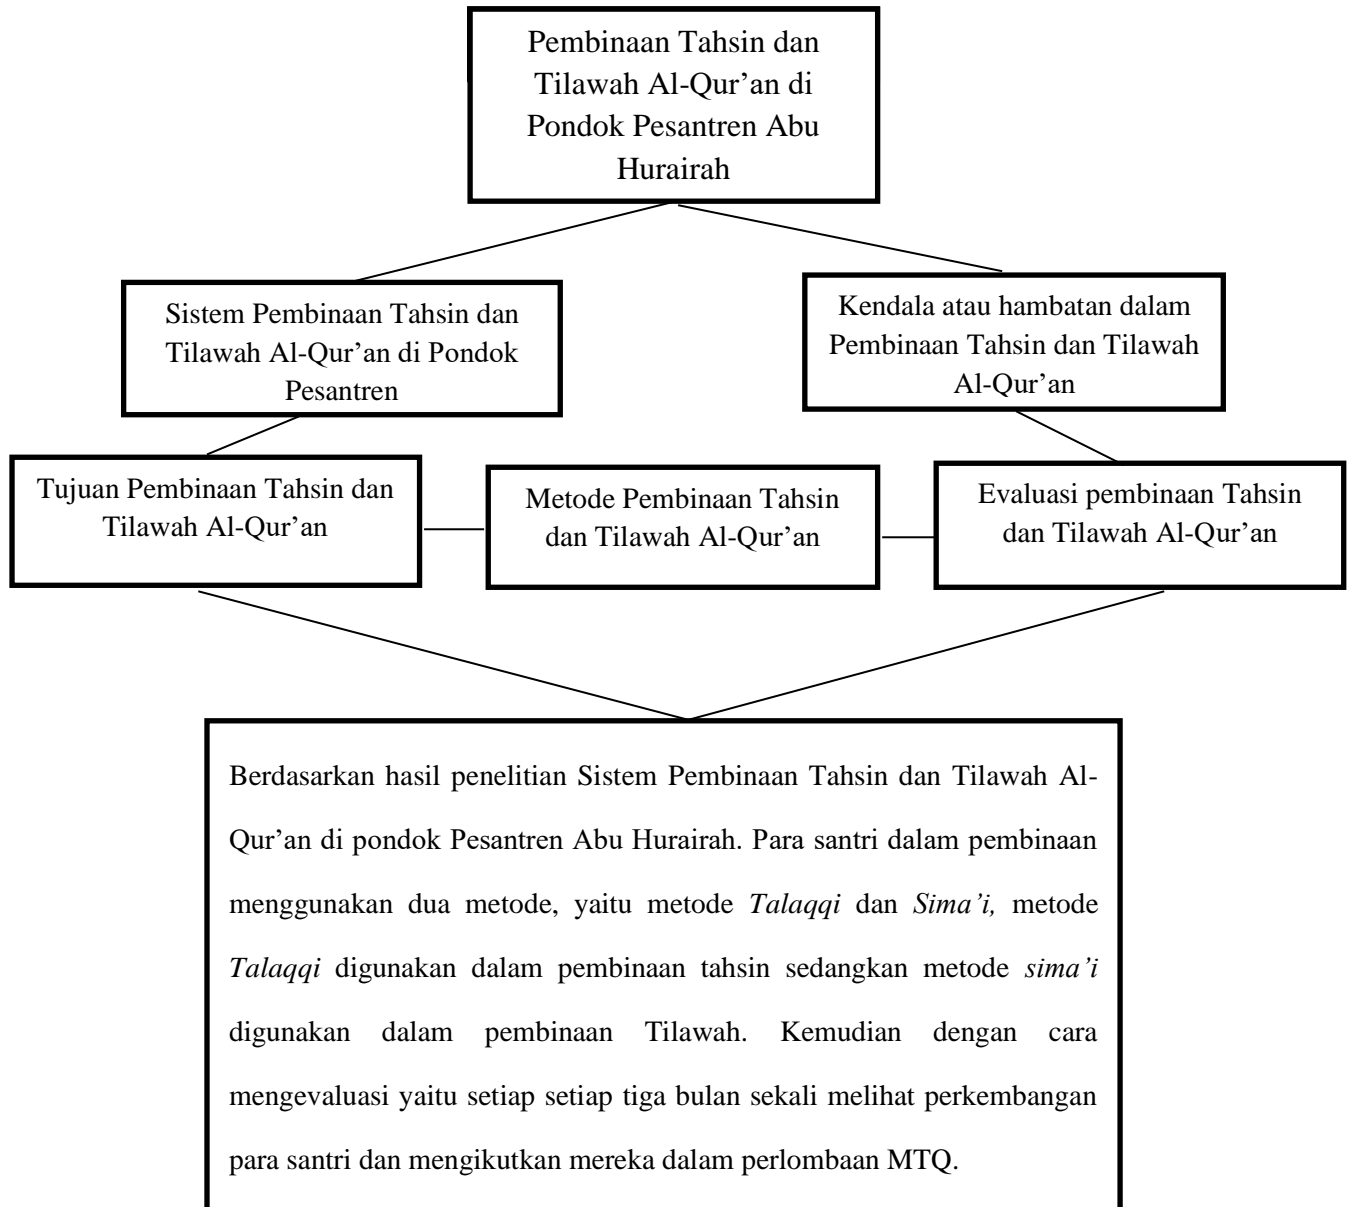 Pembinaan Tahsin dan
Tilawah Al-Qur’an di
Pondok Pesantren Abu
Hurairah
Sistem Pembinaan Tahsin dan
Tilawah Al-Qur’an di Pondok
Pesantren
Kendala atau hambatan dalam
Pembinaan Tahsin dan Tilawah
Al-Qur’an
Tujuan Pembinaan Tahsin dan
Tilawah Al-Qur’an
Metode Pembinaan Tahsin
dan Tilawah Al-Qur’an
Evaluasi pembinaan Tahsin
dan Tilawah Al-Qur’an
Berdasarkan hasil penelitian Sistem Pembinaan Tahsin dan Tilawah Al-
Qur’an di pondok Pesantren Abu Hurairah. Para santri dalam pembinaan
menggunakan dua metode, yaitu metode Talaqqi dan Sima’i, metode
Talaqqi digunakan dalam pembinaan tahsin sedangkan metode sima’i
digunakan dalam pembinaan Tilawah. Kemudian dengan cara
mengevaluasi yaitu setiap setiap tiga bulan sekali melihat perkembangan
para santri dan mengikutkan mereka dalam perlombaan MTQ.